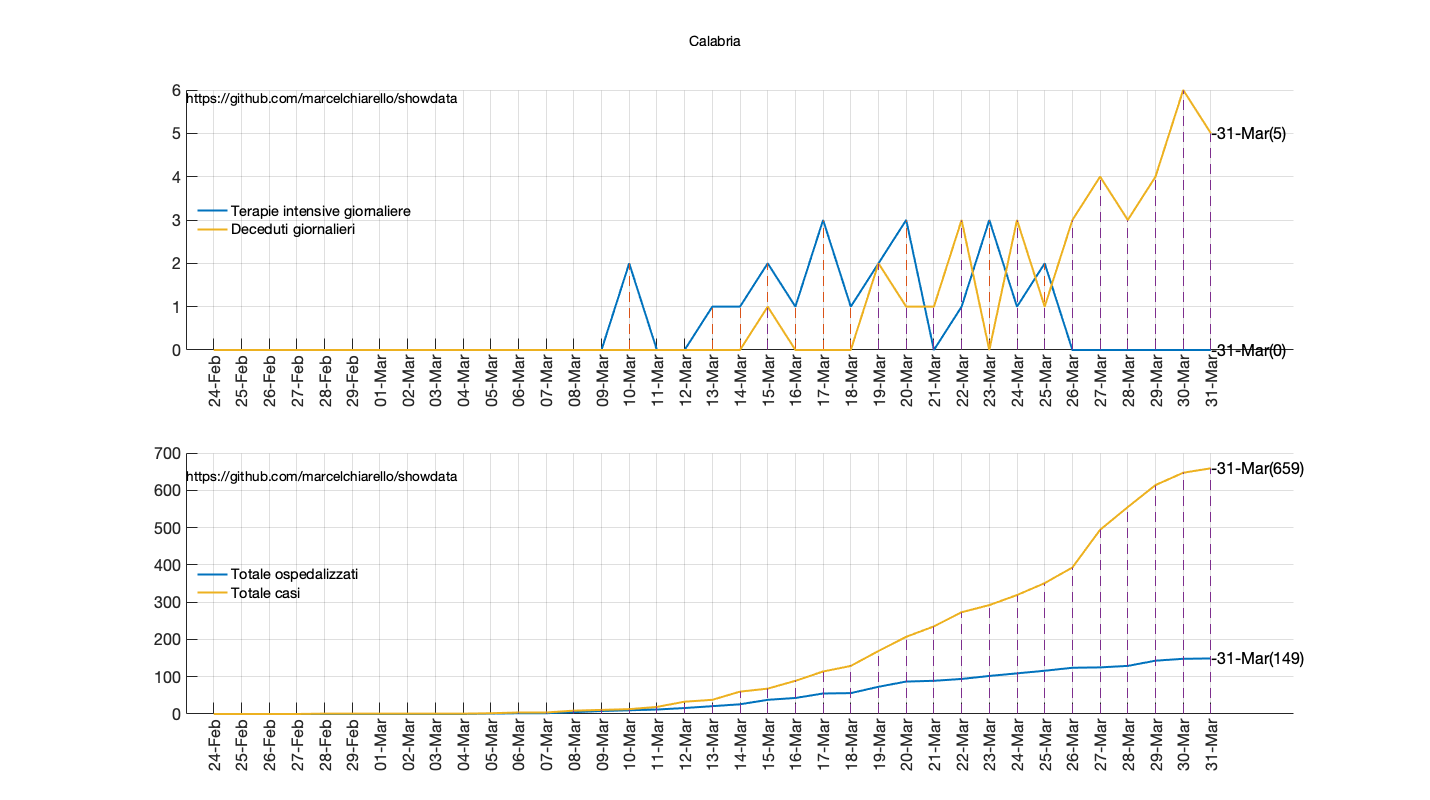 Calabria
6
5
4
3
2
1
0
https://github.com/marcelchiarello/showdata
Terapie intensive giornaliere
Deceduti giornalieri
-31-Mar(5)
-31-Mar(0)
24-Feb
25-Feb
26-Feb
27-Feb
28-Feb
29-Feb
01-Mar
02-Mar
03-Mar
04-Mar
05-Mar
06-Mar
07-Mar
08-Mar
09-Mar
10-Mar
11-Mar
12-Mar
13-Mar
14-Mar
15-Mar
16-Mar
17-Mar
18-Mar
19-Mar
20-Mar
21-Mar
22-Mar
23-Mar
24-Mar
25-Mar
26-Mar
27-Mar
28-Mar
29-Mar
30-Mar
31-Mar
700
600
500
400
300
200
100
0
https://github.com/marcelchiarello/showdata
Totale ospedalizzati
Totale casi
-31-Mar(659)
-31-Mar(149)
24-Feb
25-Feb
26-Feb
27-Feb
28-Feb
29-Feb
01-Mar
02-Mar
03-Mar
04-Mar
05-Mar
06-Mar
07-Mar
08-Mar
09-Mar
10-Mar
11-Mar
12-Mar
13-Mar
14-Mar
15-Mar
16-Mar
17-Mar
18-Mar
19-Mar
20-Mar
21-Mar
22-Mar
23-Mar
24-Mar
25-Mar
26-Mar
27-Mar
28-Mar
29-Mar
30-Mar
31-Mar